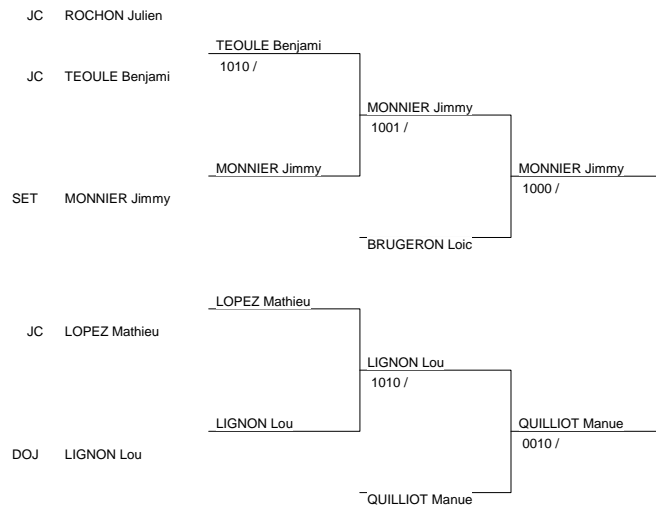 JC ROCHON Julien
TEOULE Benjami
1010 /
JC TEOULE Benjami
MONNIER Jimmy
1001 /
MONNIER Jimmy
MONNIER Jimmy
1000 /
SET MONNIER Jimmy
BRUGERON Loic
LOPEZ Mathieu
JC LOPEZ Mathieu
LIGNON Lou
1010 /
LIGNON Lou
QUILLIOT Manue
0010 /
DOJ LIGNON Lou
QUILLIOT Manue